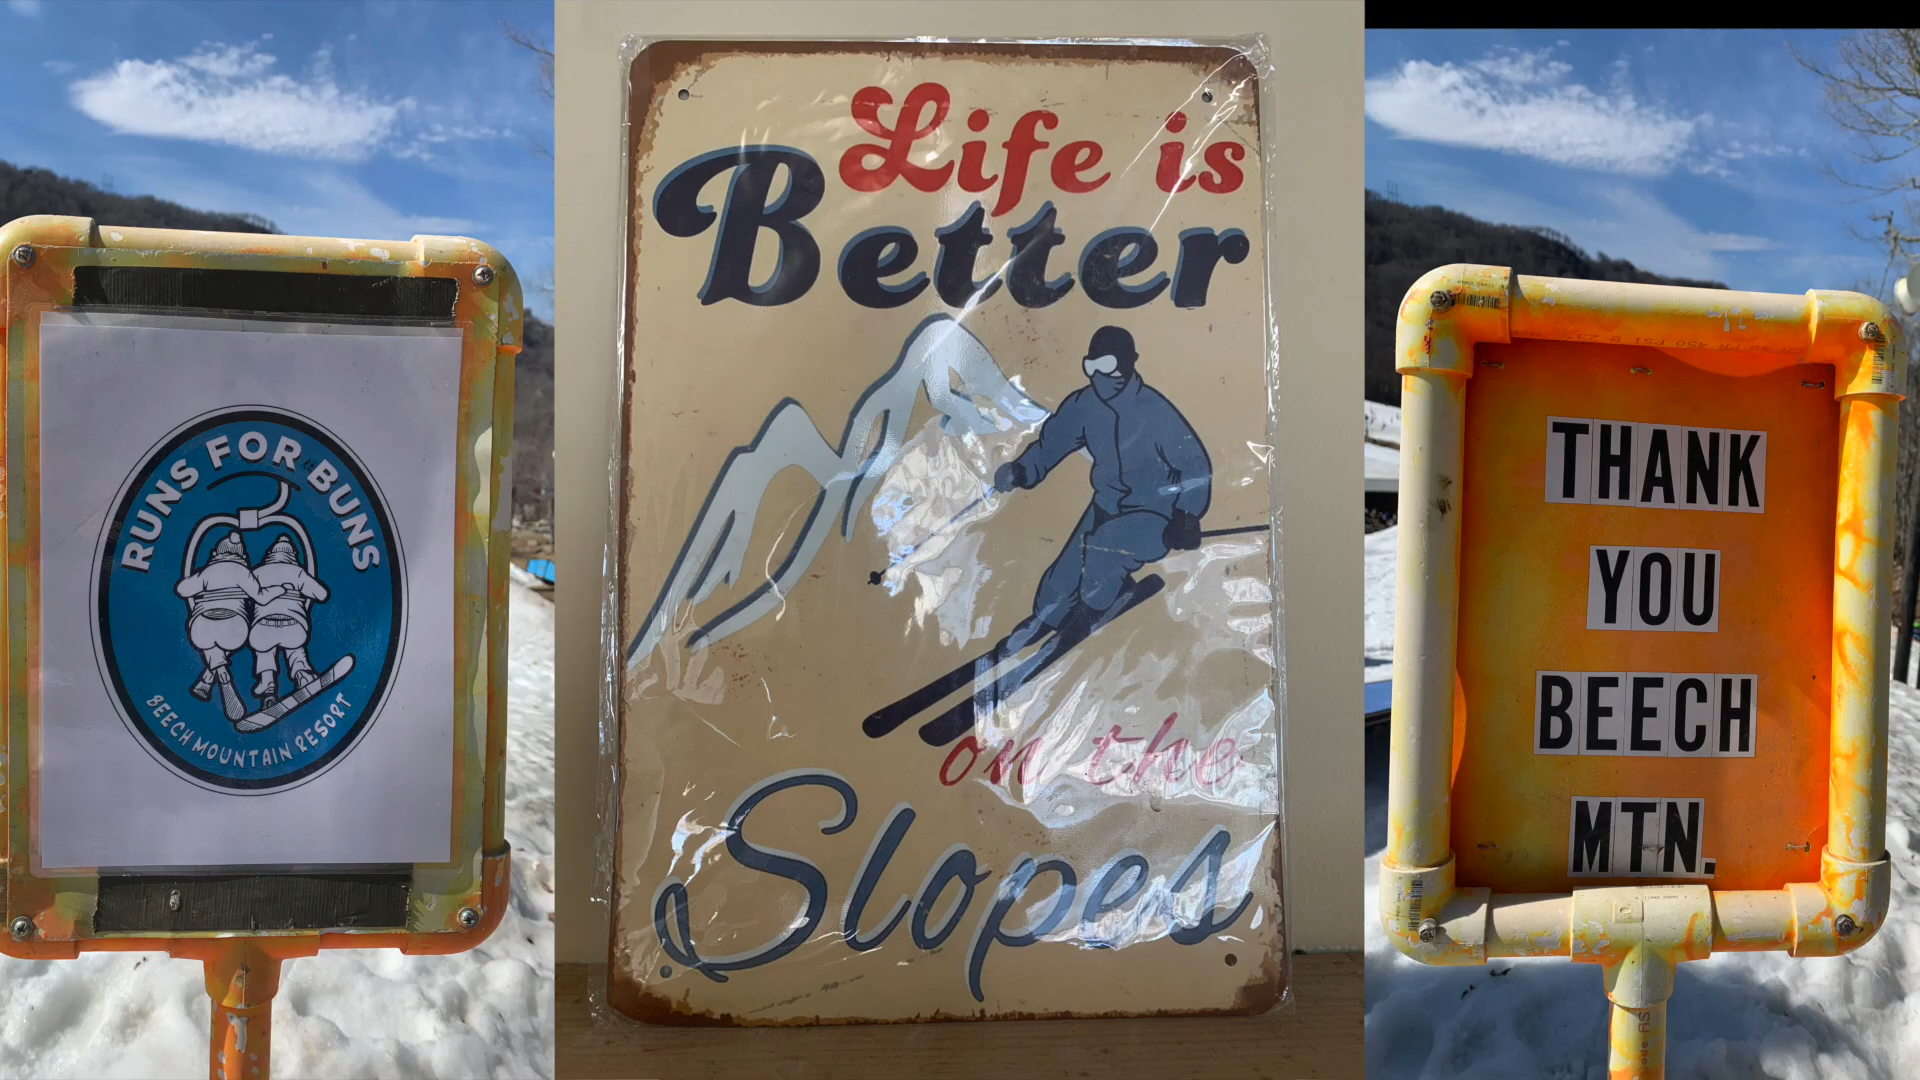 RUNS FOR BUNS
BEECH MOUNTAIN RESORT
Life is
Better
on the
Slopes
THANK
YOU
BEECH
MTN.